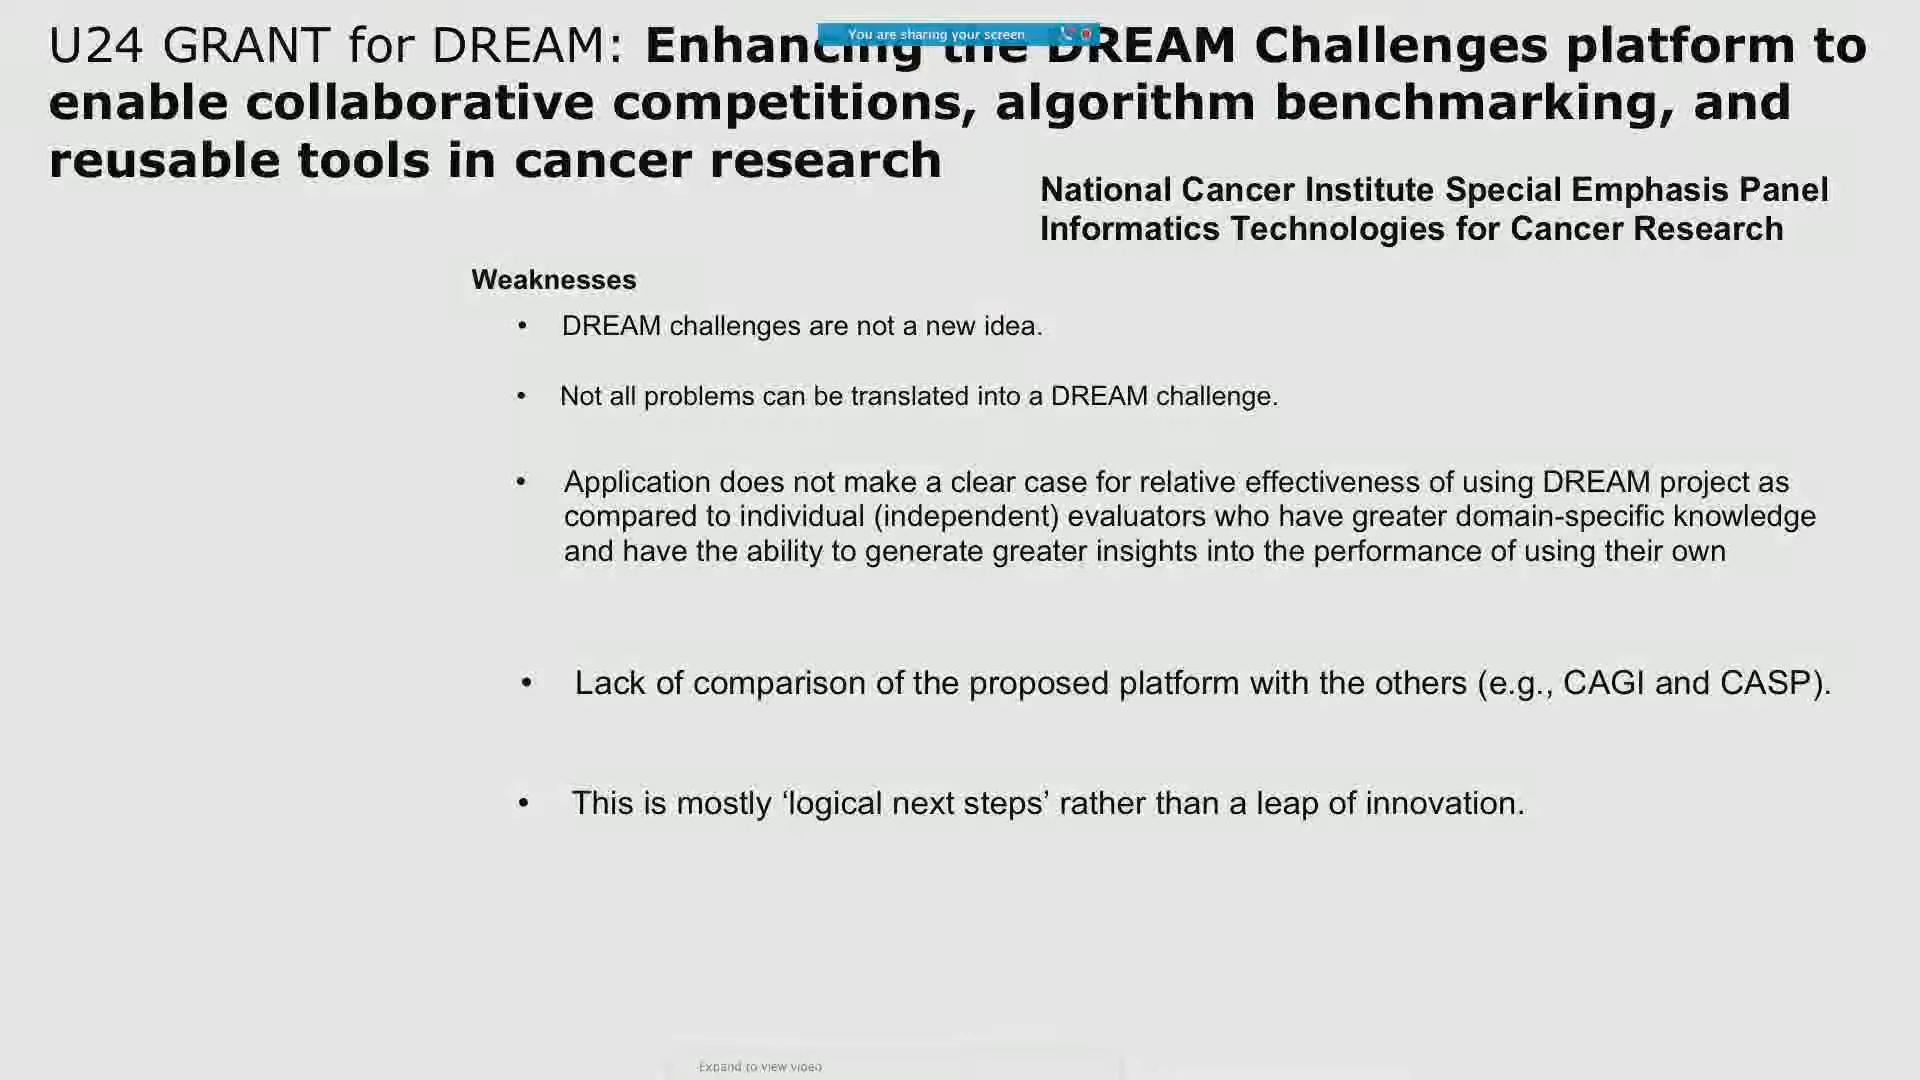 U24 GRANT for DREAM: Enhancing the DREAM Challenges platform to
enable collaborative competitions, algorithm benchmarking, and
reusable tools in cancer research
You are sharing your screen
National Cancer Institute Special Emphasis Panel
Informatics Technologies for Cancer Research
Weaknesses
• DREAM challenges are not a new idea.
• Not all problems can be translated into a DREAM challenge.
• Application does not make a clear case for relative effectiveness of using DREAM project as
compared to individual (independent) evaluators who have greater domain-specific knowledge
and have the ability to generate greater insights into the performance of using their own
• Lack of comparison of the proposed platform with the others (e.g., CAGI and CASP).
• This is mostly ‘logical next steps’ rather than a leap of innovation.
Expand to view video